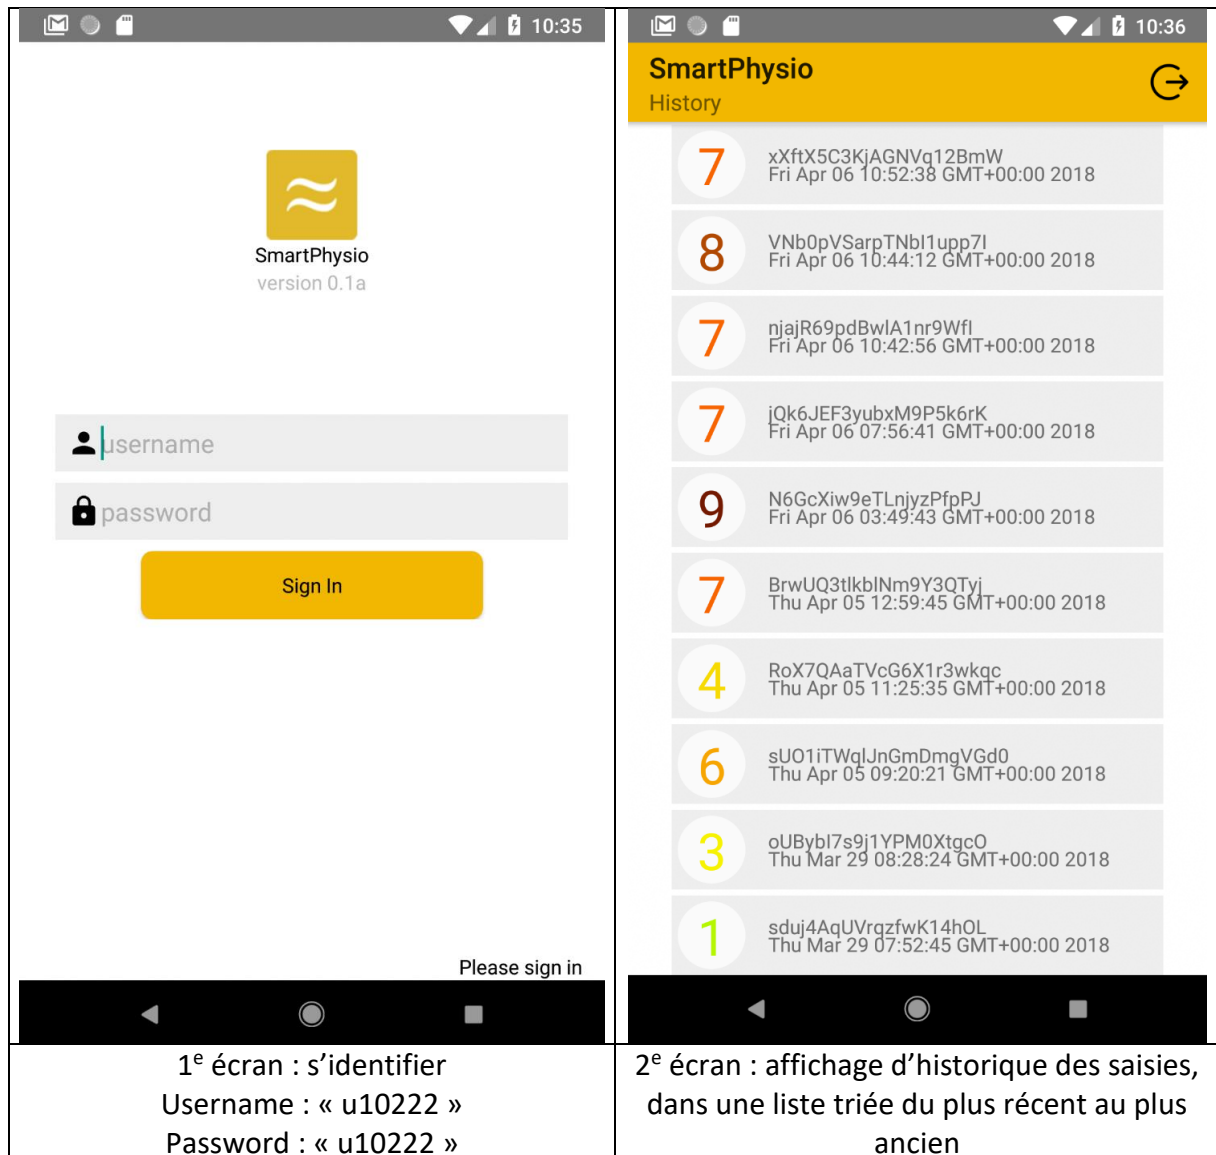 10:35
SmartPhysio
version 0.1a
username
password
Sign In
Please sign in
1e écran : s’identifier
Username : « u10222 »
Password : « u10222 »
10:36
SmartPhysio
History
7
xXftX5C3KjAGNVq12BmW
Fri Apr 06 10:52:38 GMT+00:00 2018
8
VNb0pVSarpTNbI1upp7I
Fri Apr 06 10:44:12 GMT+00:00 2018
7
njajR69pdBwlA1nr9WfI
Fri Apr 06 10:42:56 GMT+00:00 2018
7
jQk6JEF3yubxM9P5k6rK
Fri Apr 06 07:56:41 GMT+00:00 2018
9
N6GcXiw9eTLnjyzPfpPJ
Fri Apr 06 03:49:43 GMT+00:00 2018
7
BrwUQ3tlkblNm9Y3QTyj
Thu Apr 05 12:59:45 GMT+00:00 2018
4
RoX7QAaTVcG6X1r3wkqc
Thu Apr 05 11:25:35 GMT+00:00 2018
6
sUO1iTWqlJnGmDmgVGd0
Thu Apr 05 09:20:21 GMT+00:00 2018
3
oUBybI7s9j1YPM0XtgcO
Thu Mar 29 08:28:24 GMT+00:00 2018
1
sduj4AqUVrqzfwK14hOL
Thu Mar 29 07:52:45 GMT+00:00 2018
2e écran : affichage d’historique des saisies,
dans une liste triée du plus récent au plus
ancien